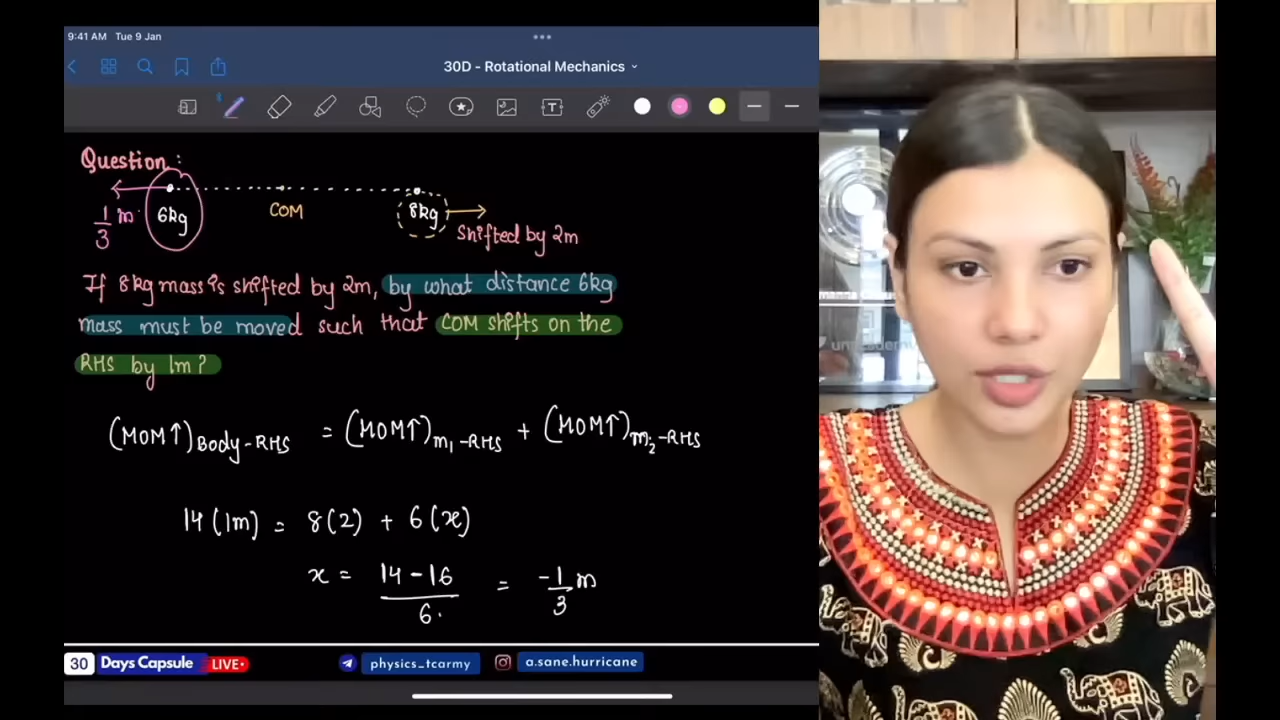 9:41 AM Tue 9 Jan
30D - Rotational Mechanics
Question :
1/3 m
6kg
COM
8kg
Shifted by 2m
If 8kg mass is shifted by 2m, by what distance 6kg
mass must be moved such that COM shifts on the
RHS by 1m?
(MOM↑)Body-RHS = (MOM↑)m₁-RHS + (MOM↑)m₂-RHS
14(1m) = 8(2) + 6(x)
x = 14-16/6. = -1/3 m
30 Days Capsule LIVE physics_tcarmy a.sane.hurricane